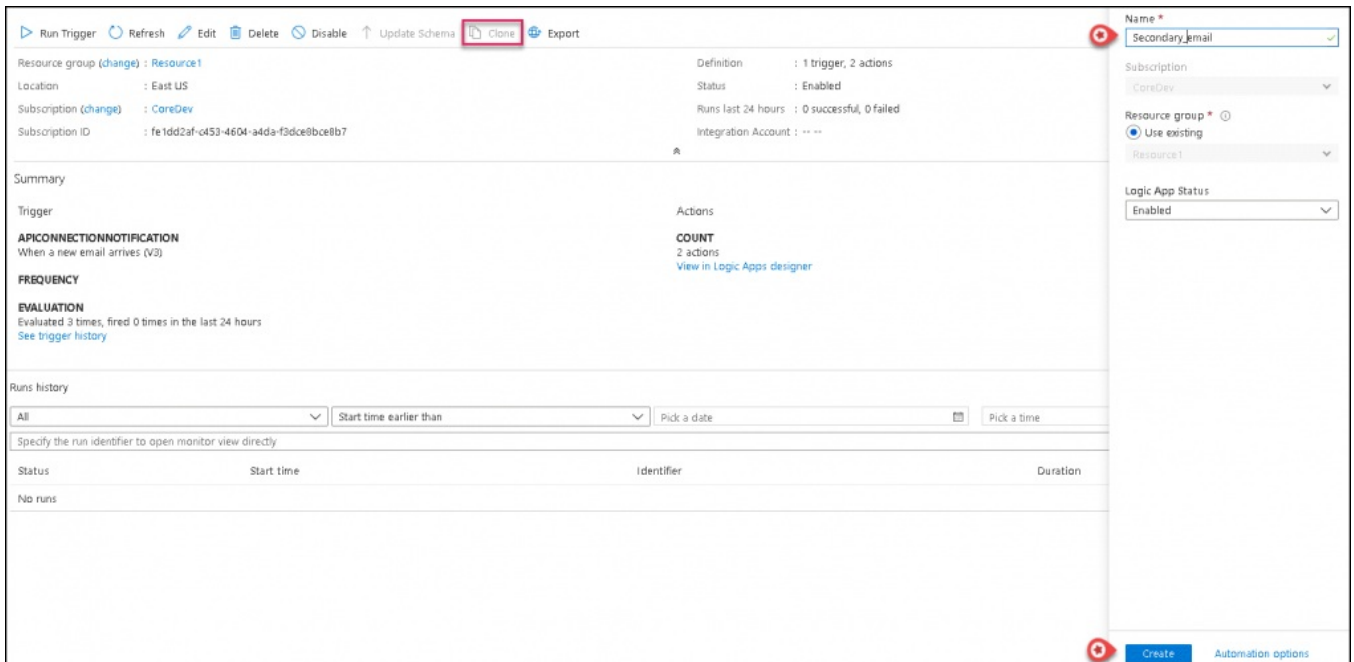 Run Trigger Refresh Edit Delete Disable Update Schema Clone Export
Resource group (change) : Resource1
Location : East US
Subscription (change) : CoreDev
Subscription ID : fe1dd2af-c453-4604-a4da-f3dce8bce8b7
Definition : 1 trigger, 2 actions
Status : Enabled
Runs last 24 hours : 0 successful, 0 failed
Integration Account : -- --
Summary
Trigger
APICONNECTIONNOTIFICATION
When a new email arrives (V3)
FREQUENCY
EVALUATION
Evaluated 3 times, fired 0 times in the last 24 hours
See trigger history
Actions
COUNT
2 actions
View in Logic Apps designer
Runs history
All Start time earlier than Pick a date Pick a time
Specify the run identifier to open monitor view directly
Status Start time Identifier Duration
No runs
Name *
Secondary_email
Subscription
CoreDev
Resource group *
Use existing
Resource1
Logic App Status
Enabled
Create Automation options